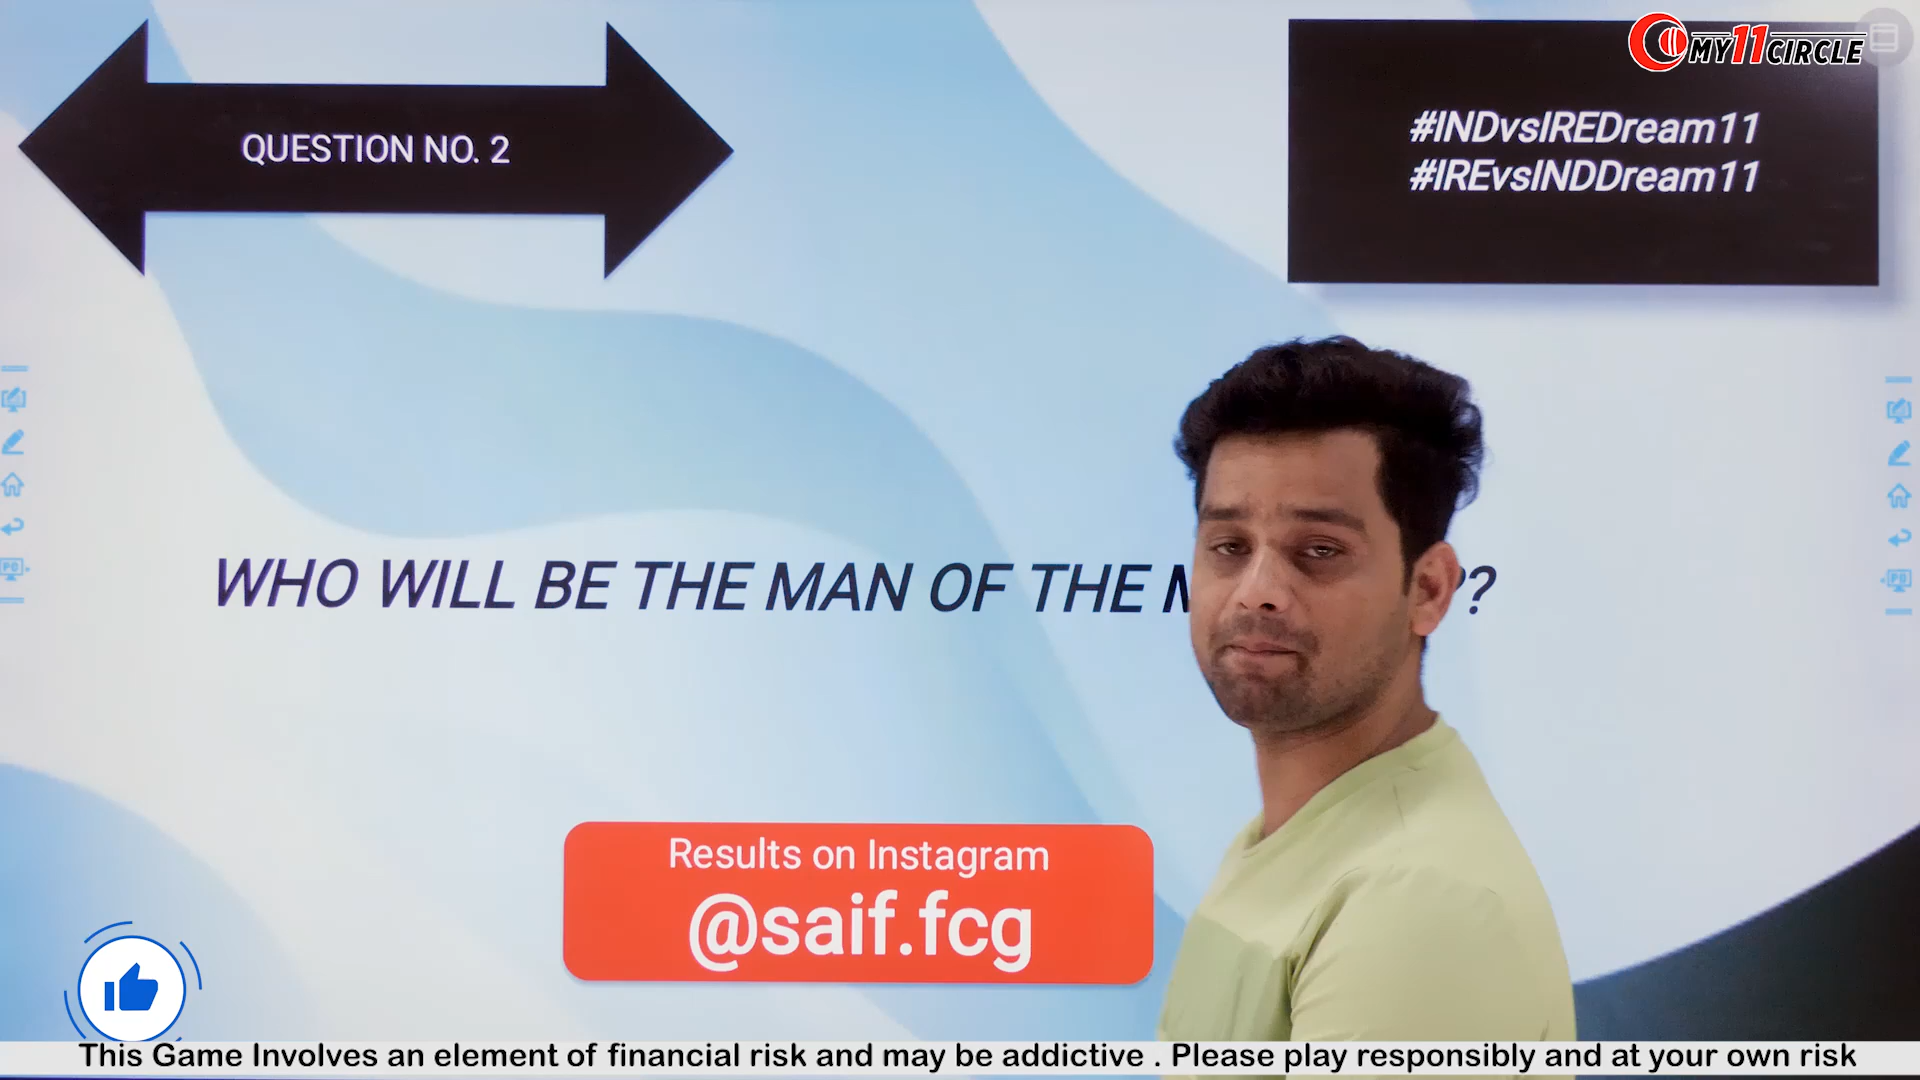 MY11CIRCLE
QUESTION NO. 2
#INDvsIREDream11
#IREvsINDDream11
WHO WILL BE THE MAN OF THE
Results on Instagram
@saif.fcg
This Game Involves an element of financial risk and may be addictive . Please play responsibly and at your own risk